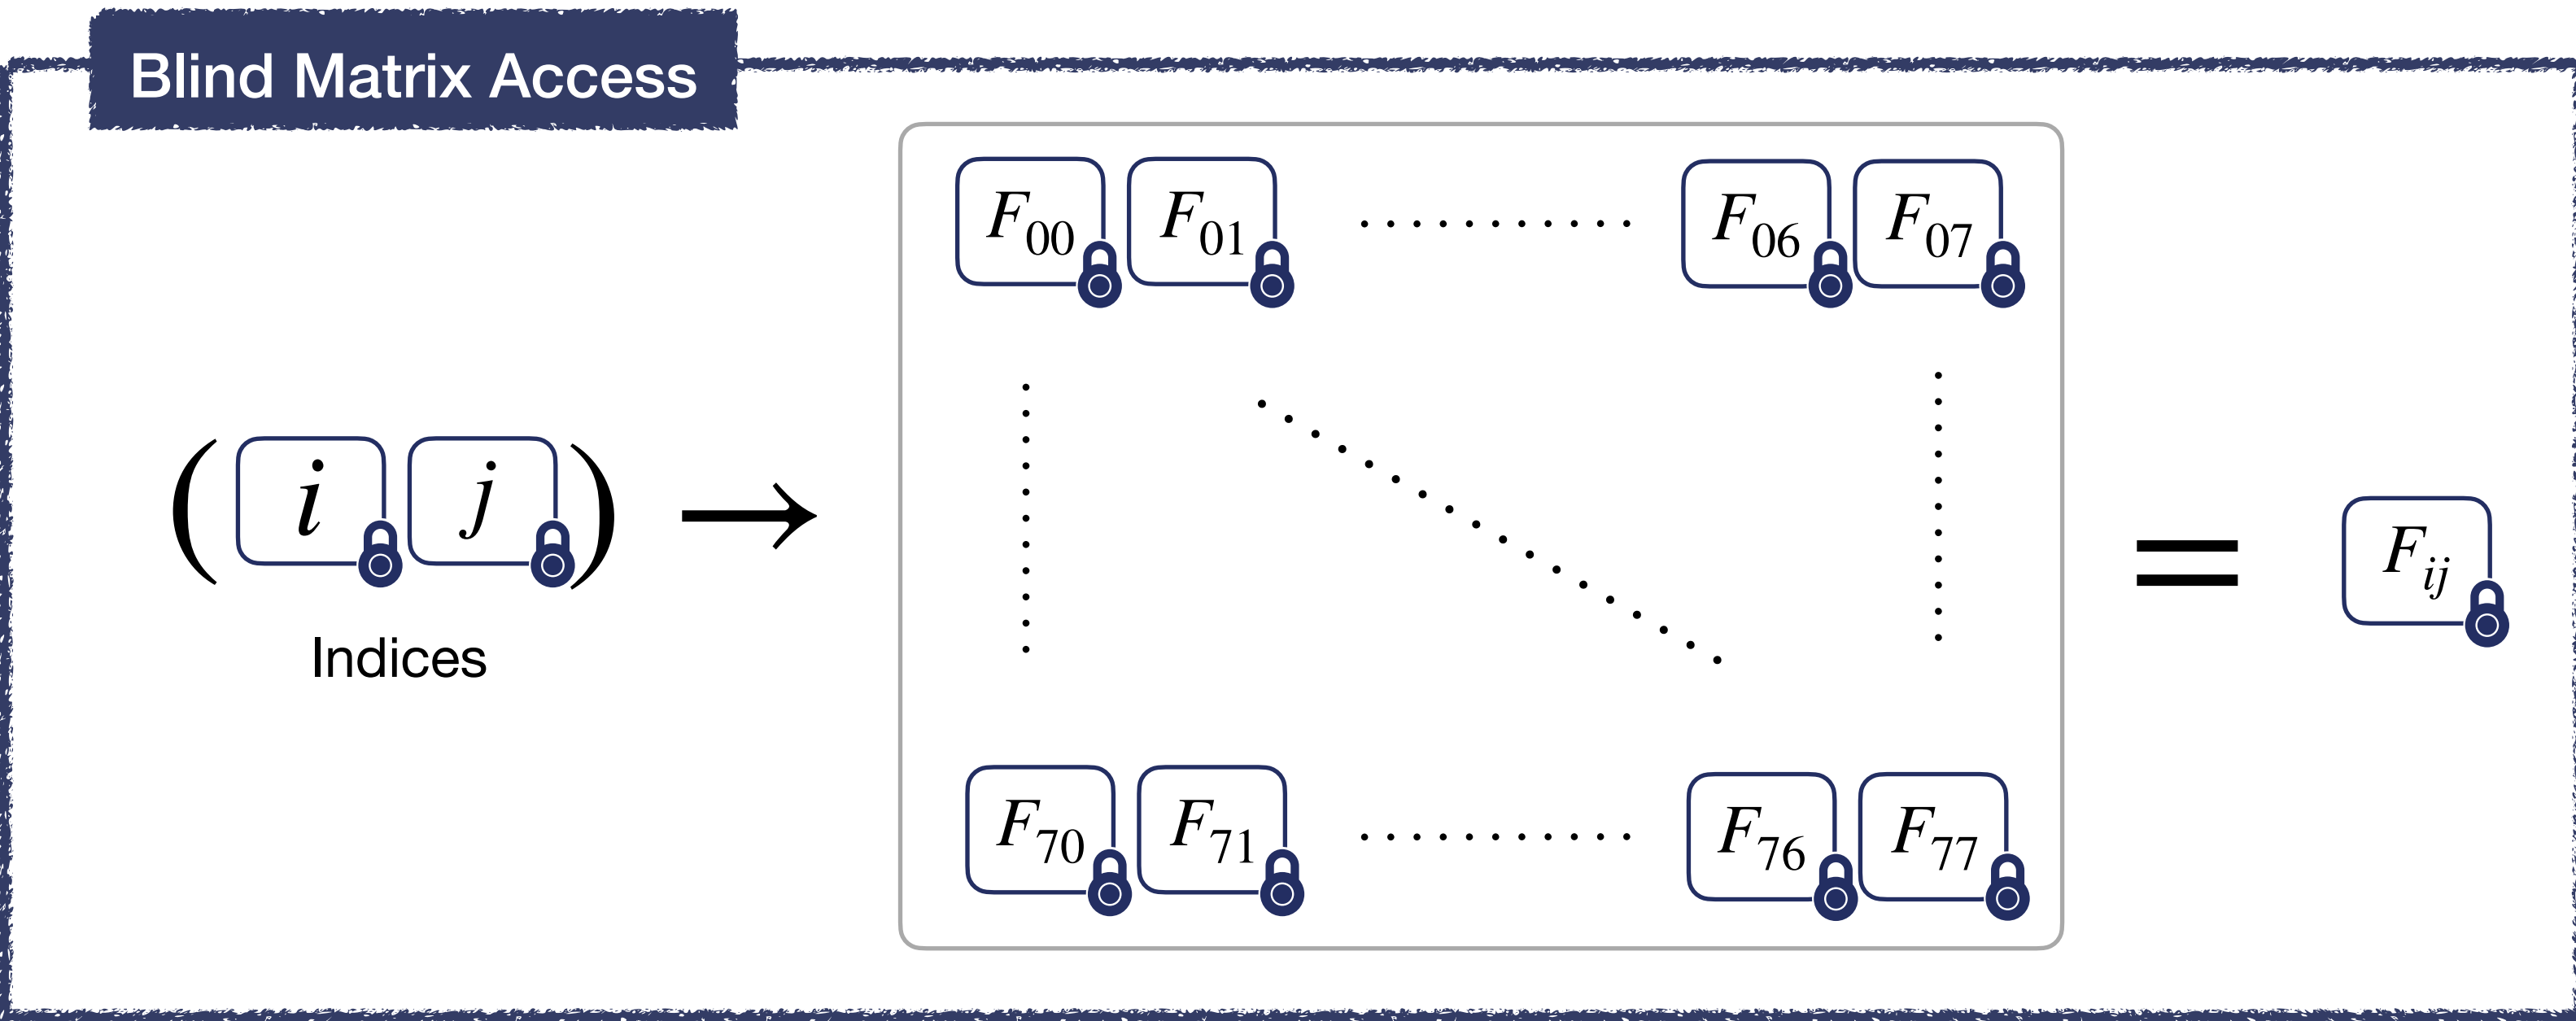 Blind Matrix Access
F00 F01 ........... F06 F07
( i j ) → = Fij
Indices
F70 F71 ........... F76 F77